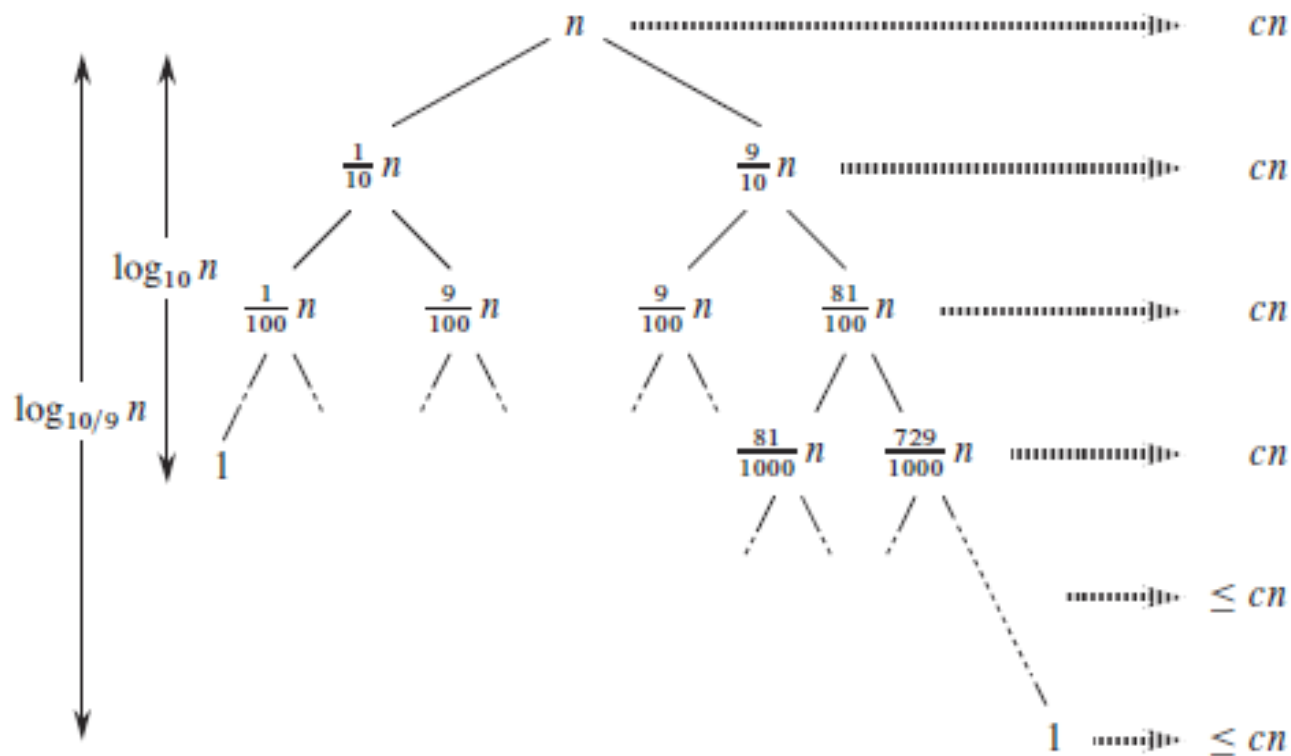 n cn
1/10 n 9/10 n cn
log₁₀ n
1/100 n 9/100 n 9/100 n 81/100 n cn
log₁₀/₉ n
1 81/1000 n 729/1000 n cn
≤ cn
1 ≤ cn